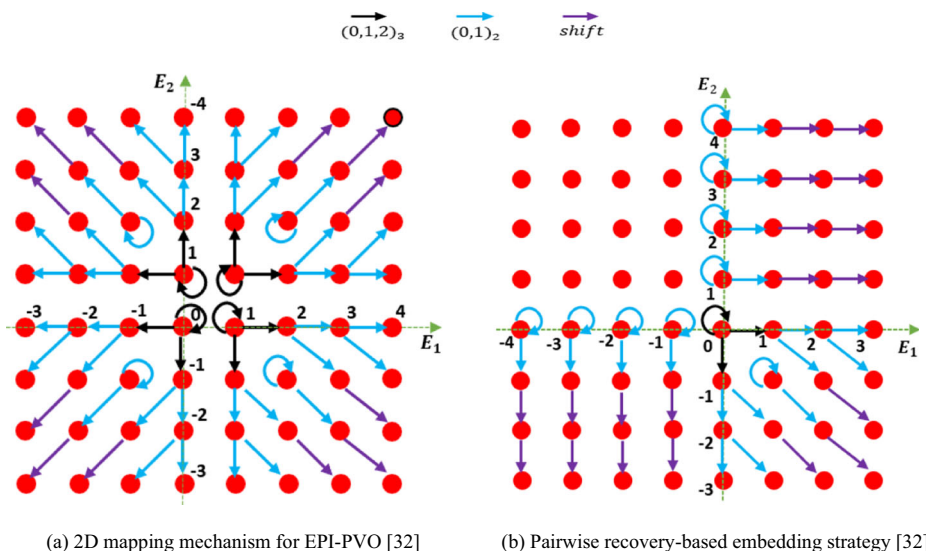 (0,1,2)₃ (0,1)₂ shift
E₂ E₂
-4
4
3
3
2
2
1
1
-3 -2 -1 0 1 2 3 4 E₁
-4 -3 -2 -1 0 1 2 3 E₁
-1
-1
-2
-2
-3
-3
(a) 2D mapping mechanism for EPI-PVO [32] (b) Pairwise recovery-based embedding strategy [32]